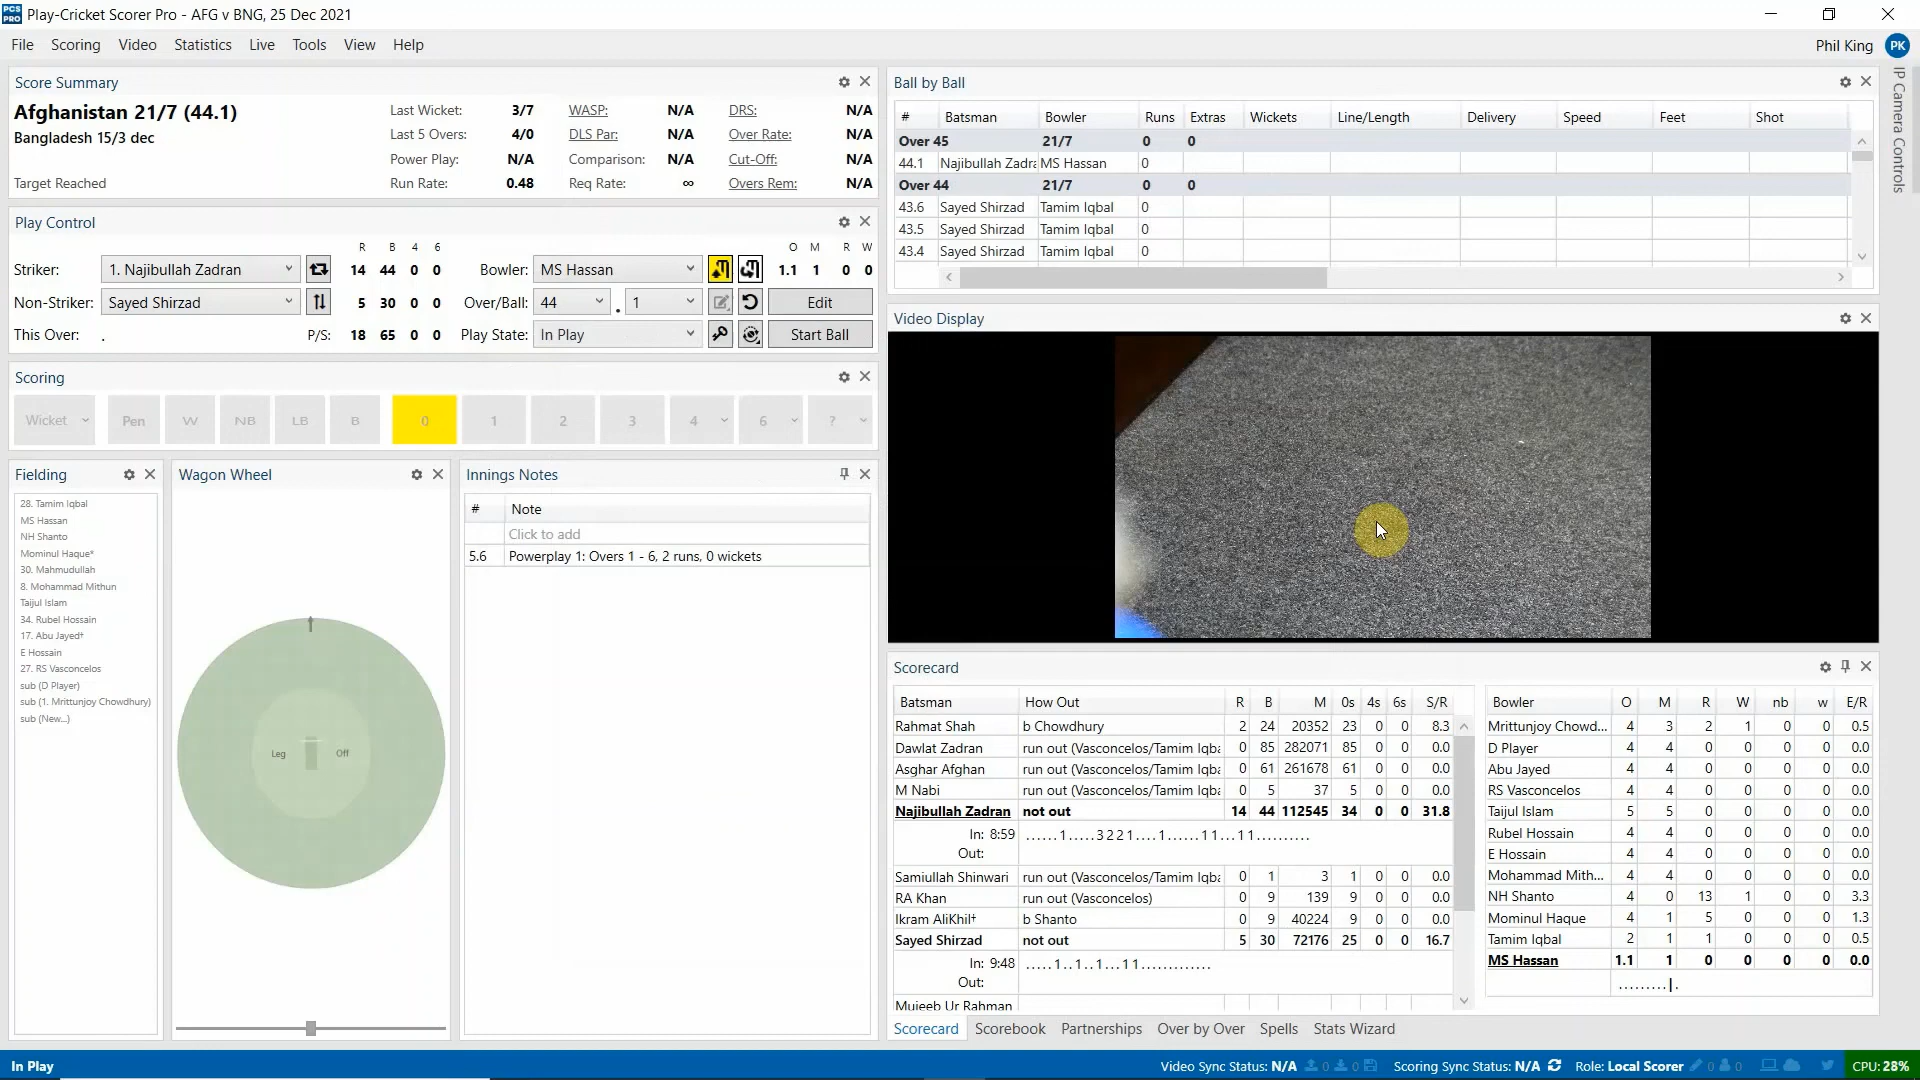 PCS PRO Play-Cricket Scorer Pro - AFG v BNG, 25 Dec 2021
File Scoring Video Statistics Live Tools View Help Phil King PK
IP Camera Controls
Score Summary
Afghanistan 21/7 (44.1)
Bangladesh 15/3 dec
Target Reached
Last Wicket: 3/7 WASP: N/A DRS: N/A
Last 5 Overs: 4/0 DLS Par: N/A Over Rate: N/A
Power Play: N/A Comparison: N/A Cut-Off: N/A
Run Rate: 0.48 Req Rate: ∞ Overs Rem: N/A
Play Control
R B 4 6 O M R W
Striker: 1. Najibullah Zadran 14 44 0 0 Bowler: MS Hassan 1.1 1 0 0
Non-Striker: Sayed Shirzad 5 30 0 0 Over/Ball: 44 . 1 Edit
This Over: . P/S: 18 65 0 0 Play State: In Play Start Ball
Scoring
Wicket Pen W NB LB B 0 1 2 3 4 6 ?
Fielding
28. Tamim Iqbal
MS Hassan
NH Shanto
Mominul Haque*
30. Mahmudullah
8. Mohammad Mithun
Taijul Islam
34. Rubel Hossain
17. Abu Jayed†
E Hossain
27. RS Vasconcelos
sub (D Player)
sub (1. Mrittunjoy Chowdhury)
sub (New...)
Wagon Wheel
Leg Off
Innings Notes
# Note
Click to add
5.6 Powerplay 1: Overs 1 - 6, 2 runs, 0 wickets
Ball by Ball
# Batsman Bowler Runs Extras Wickets Line/Length Delivery Speed Feet Shot
Over 45 21/7 0 0
44.1 Najibullah Zadra MS Hassan 0
Over 44 21/7 0 0
43.6 Sayed Shirzad Tamim Iqbal 0
43.5 Sayed Shirzad Tamim Iqbal 0
43.4 Sayed Shirzad Tamim Iqbal 0
Video Display
Scorecard
Batsman How Out R B M 0s 4s 6s S/R
Rahmat Shah b Chowdhury 2 24 20352 23 0 0 8.3
Dawlat Zadran run out (Vasconcelos/Tamim Iqba 0 85 282071 85 0 0 0.0
Asghar Afghan run out (Vasconcelos/Tamim Iqba 0 61 261678 61 0 0 0.0
M Nabi run out (Vasconcelos/Tamim Iqba 0 5 37 5 0 0 0.0
Najibullah Zadran not out 14 44 112545 34 0 0 31.8
In: 8:59 ......1.....3221....1......11...11..........
Out:
Samiullah Shinwari run out (Vasconcelos/Tamim Iqba 0 1 3 1 0 0 0.0
RA Khan run out (Vasconcelos) 0 9 139 9 0 0 0.0
Ikram AliKhil† b Shanto 0 9 40224 9 0 0 0.0
Sayed Shirzad not out 5 30 72176 25 0 0 16.7
In: 9:48 .....1..1..1...11.............
Out:
Mujeeb Ur Rahman
Bowler O M R W nb w E/R
Mrittunjoy Chowd... 4 3 2 1 0 0 0.5
D Player 4 4 0 0 0 0 0.0
Abu Jayed 4 4 0 0 0 0 0.0
RS Vasconcelos 4 4 0 0 0 0 0.0
Taijul Islam 5 5 0 0 0 0 0.0
Rubel Hossain 4 4 0 0 0 0 0.0
E Hossain 4 4 0 0 0 0 0.0
Mohammad Mith... 4 4 0 0 0 0 0.0
NH Shanto 4 0 13 1 0 0 3.3
Mominul Haque 4 1 5 0 0 0 1.3
Tamim Iqbal 2 1 1 0 0 0 0.5
MS Hassan 1.1 1 0 0 0 0 0.0
.........|.
Scorecard Scorebook Partnerships Over by Over Spells Stats Wizard
In Play Video Sync Status: N/A 0 0 Scoring Sync Status: N/A Role: Local Scorer 0 0 CPU: 28%